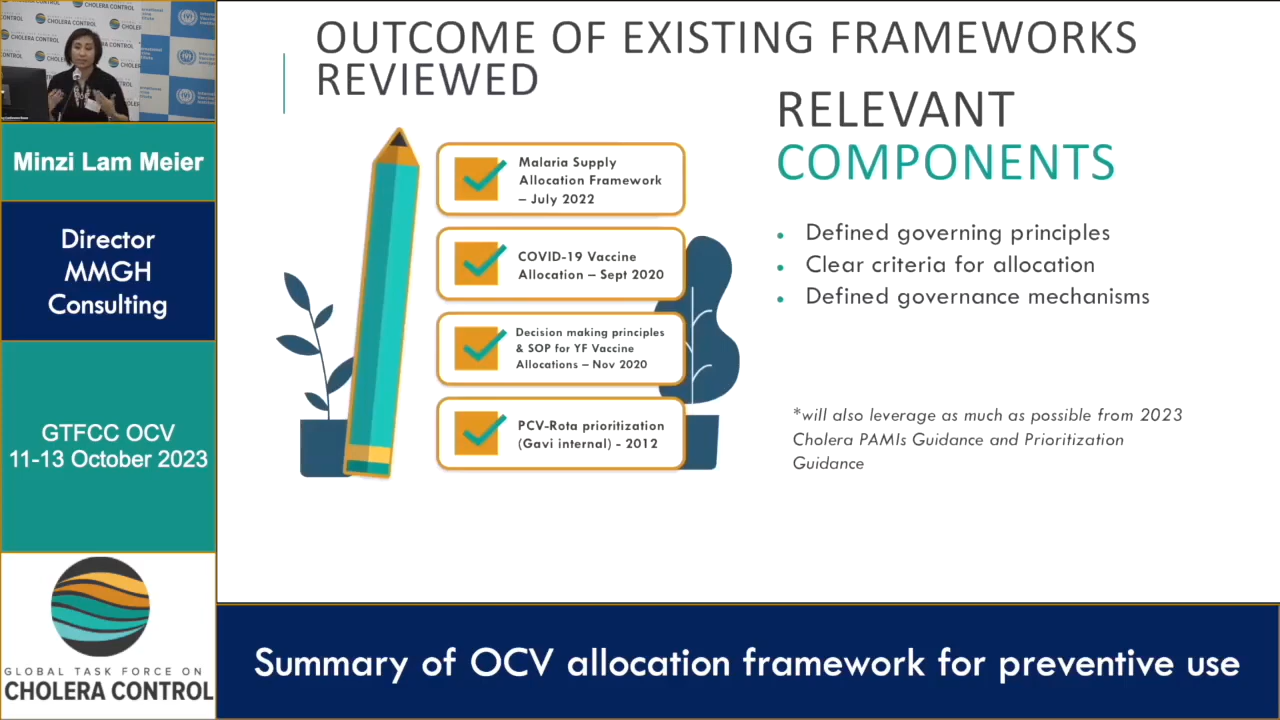 OUTCOME OF EXISTING FRAMEWORKS
REVIEWED
RELEVANT
COMPONENTS
Malaria Supply
Allocation Framework
– July 2022
COVID-19 Vaccine
Allocation – Sept 2020
Decision making principles
& SOP for YF Vaccine
Allocations – Nov 2020
PCV-Rota prioritization
(Gavi internal) - 2012
• Defined governing principles
• Clear criteria for allocation
• Defined governance mechanisms
*will also leverage as much as possible from 2023
Cholera PAMIs Guidance and Prioritization
Guidance
CHOLERA CONTROL
Minzi Lam Meier
Director
MMGH
Consulting
GTFCC OCV
11-13 October 2023
GLOBAL TASK FORCE ON
CHOLERA CONTROL
Summary of OCV allocation framework for preventive use